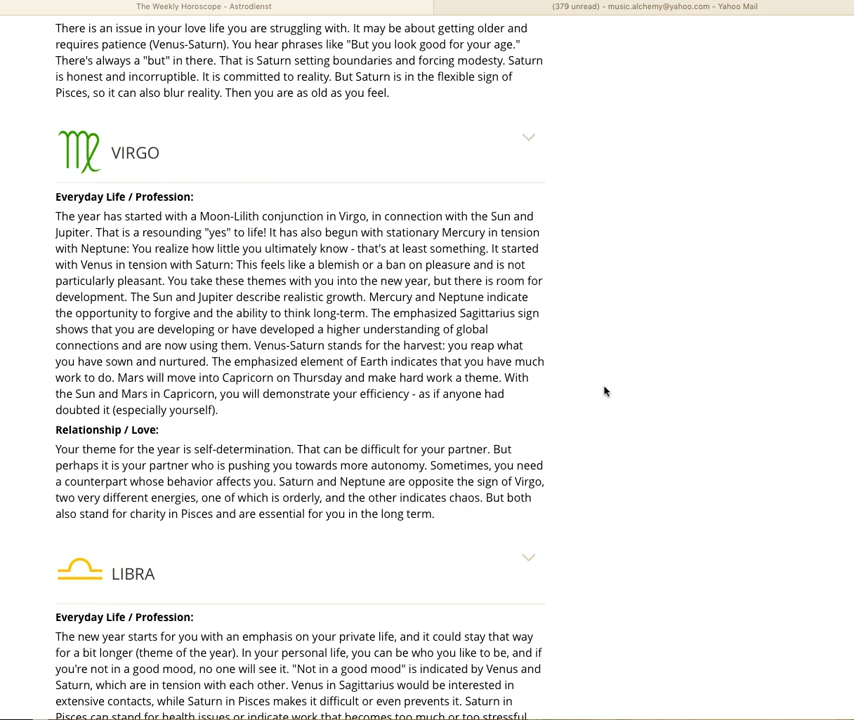 The Weekly Horoscope - Astrodienst
(379 unread) - music.alchemy@yahoo.com - Yahoo Mail
There is an issue in your love life you are struggling with. It may be about getting older and
requires patience (Venus-Saturn). You hear phrases like "But you look good for your age."
There's always a "but" in there. That is Saturn setting boundaries and forcing modesty. Saturn
is honest and incorruptible. It is committed to reality. But Saturn is in the flexible sign of
Pisces, so it can also blur reality. Then you are as old as you feel.
VIRGO
Everyday Life / Profession:
The year has started with a Moon-Lilith conjunction in Virgo, in connection with the Sun and
Jupiter. That is a resounding "yes" to life! It has also begun with stationary Mercury in tension
with Neptune: You realize how little you ultimately know - that's at least something. It started
with Venus in tension with Saturn: This feels like a blemish or a ban on pleasure and is not
particularly pleasant. You take these themes with you into the new year, but there is room for
development. The Sun and Jupiter describe realistic growth. Mercury and Neptune indicate
the opportunity to forgive and the ability to think long-term. The emphasized Sagittarius sign
shows that you are developing or have developed a higher understanding of global
connections and are now using them. Venus-Saturn stands for the harvest: you reap what
you have sown and nurtured. The emphasized element of Earth indicates that you have much
work to do. Mars will move into Capricorn on Thursday and make hard work a theme. With
the Sun and Mars in Capricorn, you will demonstrate your efficiency - as if anyone had
doubted it (especially yourself).
Relationship / Love:
Your theme for the year is self-determination. That can be difficult for your partner. But
perhaps it is your partner who is pushing you towards more autonomy. Sometimes, you need
a counterpart whose behavior affects you. Saturn and Neptune are opposite the sign of Virgo,
two very different energies, one of which is orderly, and the other indicates chaos. But both
also stand for charity in Pisces and are essential for you in the long term.
LIBRA
Everyday Life / Profession:
The new year starts for you with an emphasis on your private life, and it could stay that way
for a bit longer (theme of the year). In your personal life, you can be who you like to be, and if
you're not in a good mood, no one will see it. "Not in a good mood" is indicated by Venus and
Saturn, which are in tension with each other. Venus in Sagittarius would be interested in
extensive contacts, while Saturn in Pisces makes it difficult or even prevents it. Saturn in
Pisces can stand for health issues or indicate work that becomes too much or too stressful